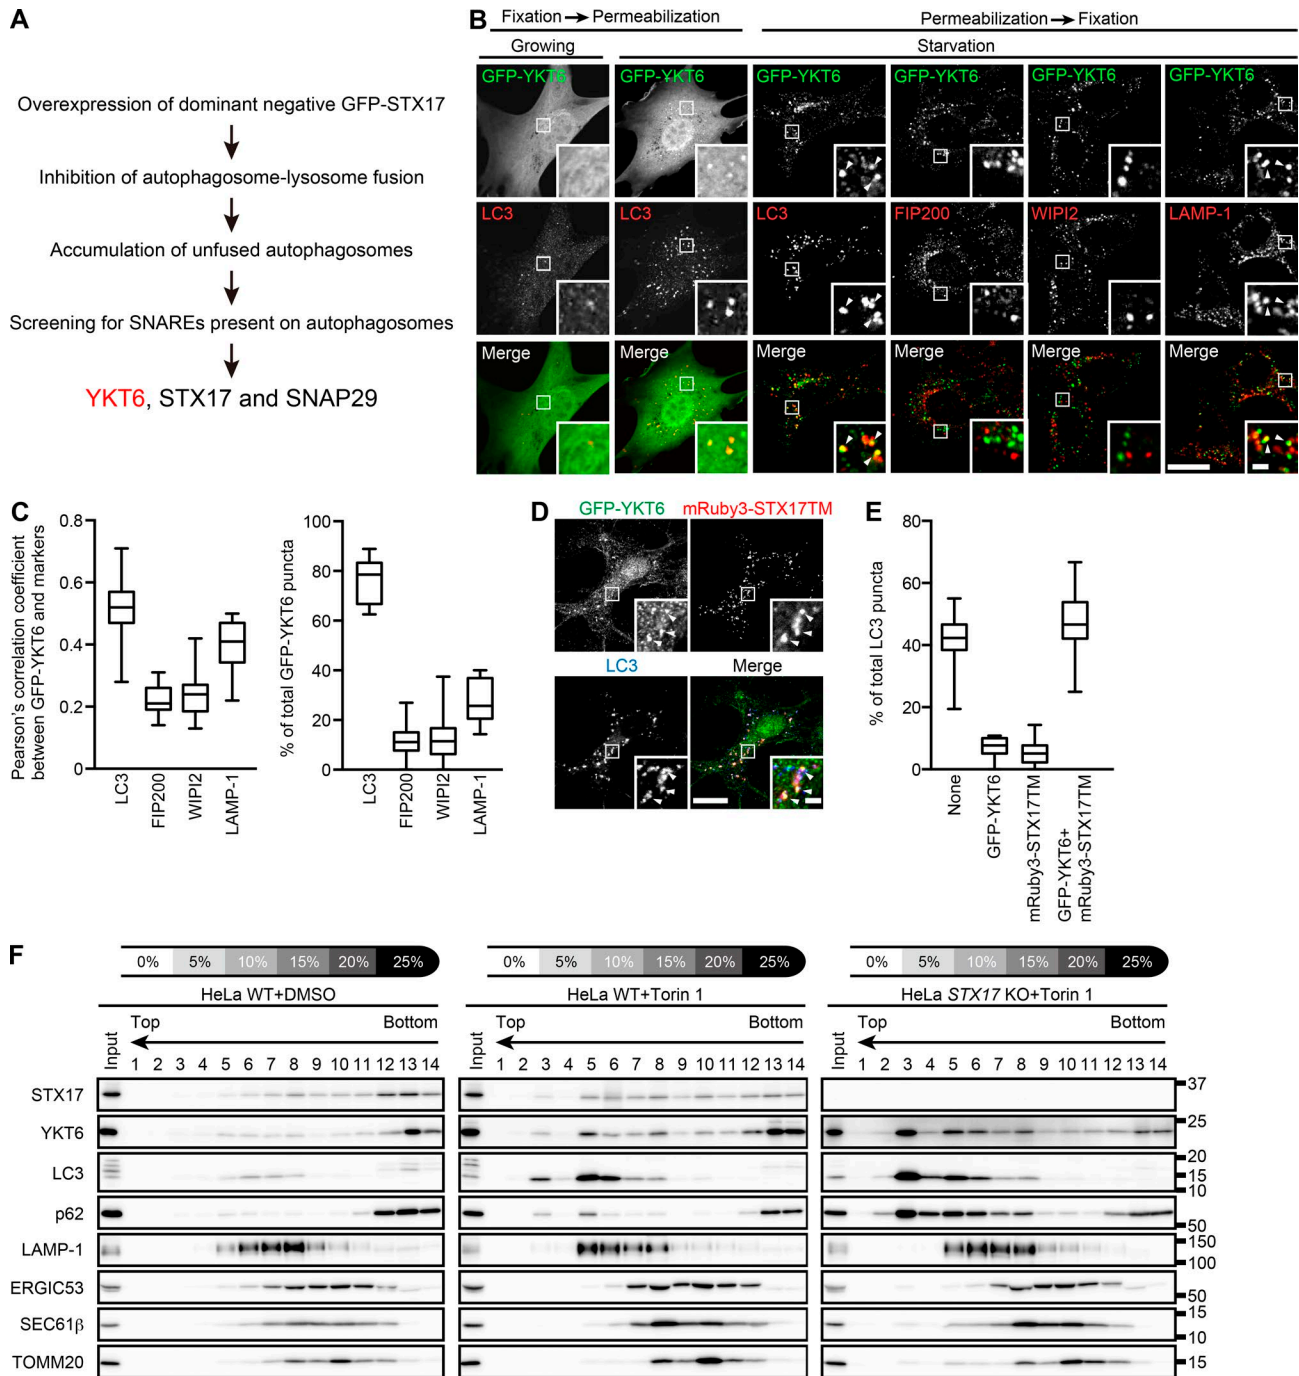 A
Overexpression of dominant negative GFP-STX17
Inhibition of autophagosome-lysosome fusion
Accumulation of unfused autophagosomes
Screening for SNAREs present on autophagosomes
YKT6, STX17 and SNAP29
B
Fixation → Permeabilization
Permeabilization → Fixation
Growing
Starvation
GFP-YKT6 GFP-YKT6 GFP-YKT6 GFP-YKT6 GFP-YKT6 GFP-YKT6
LC3 LC3 LC3 FIP200 WIPI2 LAMP-1
Merge Merge Merge Merge Merge Merge
C
Pearson's correlation coefficient
between GFP-YKT6 and markers
0.8
0.6
0.4
0.2
0
LC3
FIP200
WIPI2
LAMP-1
% of total GFP-YKT6 puncta
100
80
60
40
20
0
LC3
FIP200
WIPI2
LAMP-1
D
GFP-YKT6 mRuby3-STX17TM
LC3 Merge
E
% of total LC3 puncta
80
60
40
20
0
None
GFP-YKT6
mRuby3-STX17TM
GFP-YKT6+
mRuby3-STX17TM
F
0% 5% 10% 15% 20% 25%
0% 5% 10% 15% 20% 25%
0% 5% 10% 15% 20% 25%
HeLa WT+DMSO
HeLa WT+Torin 1
HeLa STX17 KO+Torin 1
Input Top Bottom
Input Top Bottom
Input Top Bottom
1 2 3 4 5 6 7 8 9 10 11 12 13 14
1 2 3 4 5 6 7 8 9 10 11 12 13 14
1 2 3 4 5 6 7 8 9 10 11 12 13 14
STX17 37
YKT6 25
LC3 20 15 10
p62 50
LAMP-1 150 100
ERGIC53 50
SEC61β 15 10
TOMM20 15